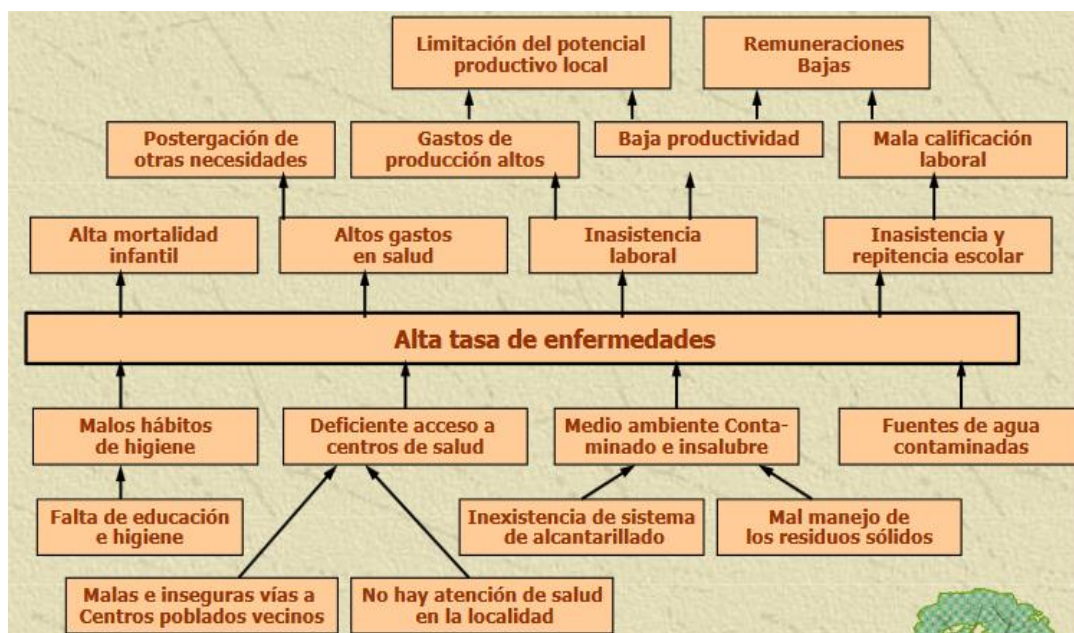 Limitación del potencial
productivo local
Remuneraciones
Bajas
Postergación de
otras necesidades
Gastos de
producción altos
Baja productividad
Mala calificación
laboral
Alta mortalidad
infantil
Altos gastos
en salud
Inasistencia
laboral
Inasistencia y
repitencia escolar
Alta tasa de enfermedades
Malos hábitos
de higiene
Deficiente acceso a
centros de salud
Medio ambiente Conta-
minado e insalubre
Fuentes de agua
contaminadas
Falta de educación
e higiene
Inexistencia de sistema
de alcantarillado
Mal manejo de
los residuos sólidos
Malas e inseguras vías a
Centros poblados vecinos
No hay atención de salud
en la localidad